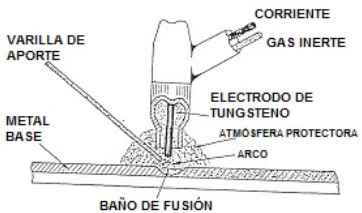 CORRIENTE
GAS INERTE
VARILLA DE
APORTE
ELECTRODO DE
TUNGSTENO
METAL
BASE
ATMÓSFERA PROTECTORA
ARCO
BAÑO DE FUSIÓN